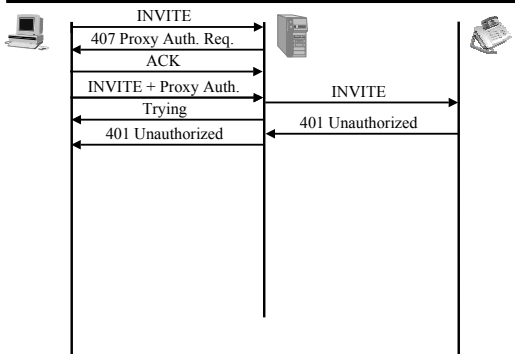 INVITE
407 Proxy Auth. Req.
ACK
INVITE + Proxy Auth.
INVITE
Trying
401 Unauthorized
401 Unauthorized